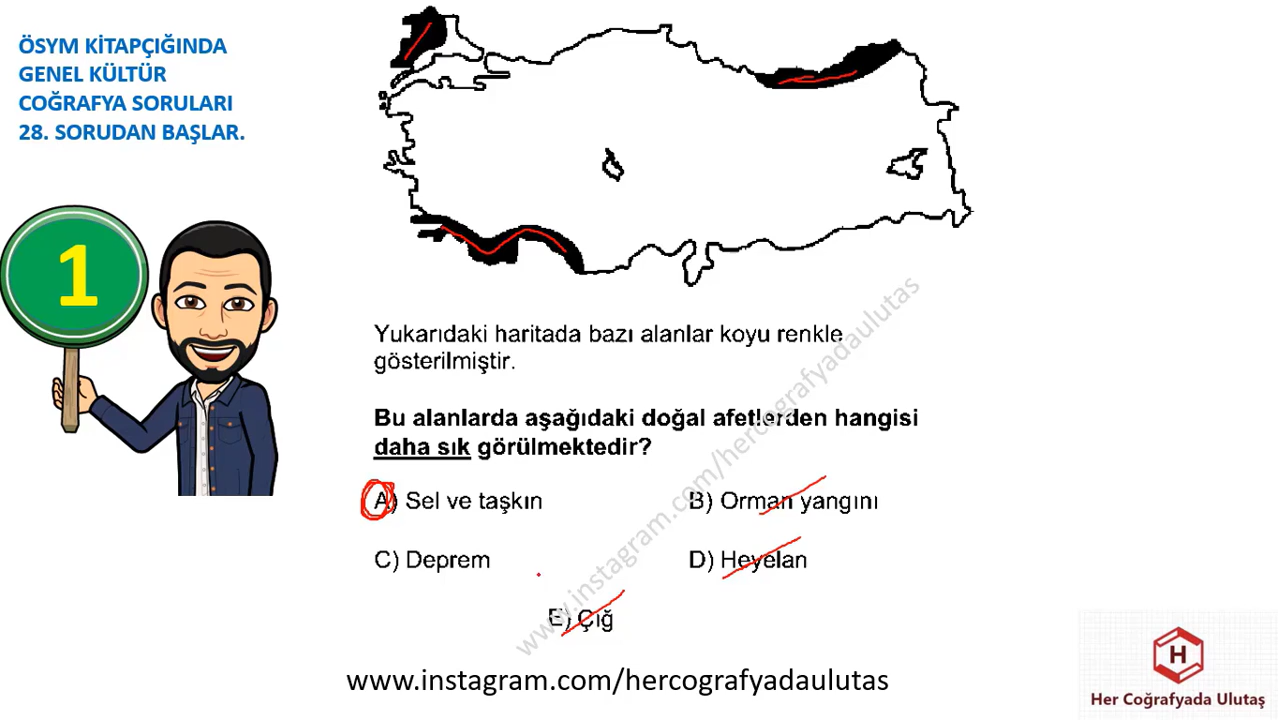 ÖSYM KİTAPÇIĞINDA
GENEL KÜLTÜR
COĞRAFYA SORULARI
28. SORUDAN BAŞLAR.
1
Yukarıdaki haritada bazı alanlar koyu renkle
gösterilmiştir.
Bu alanlarda aşağıdaki doğal afetlerden hangisi
daha sık görülmektedir?
A) Sel ve taşkın
B) Orman yangını
C) Deprem
D) Heyelan
E) Çığ
www.instagram.com/hercografyadaulutas
www.instagram.com/hercografyadaulutas
H
Her Coğrafyada Ulutaş